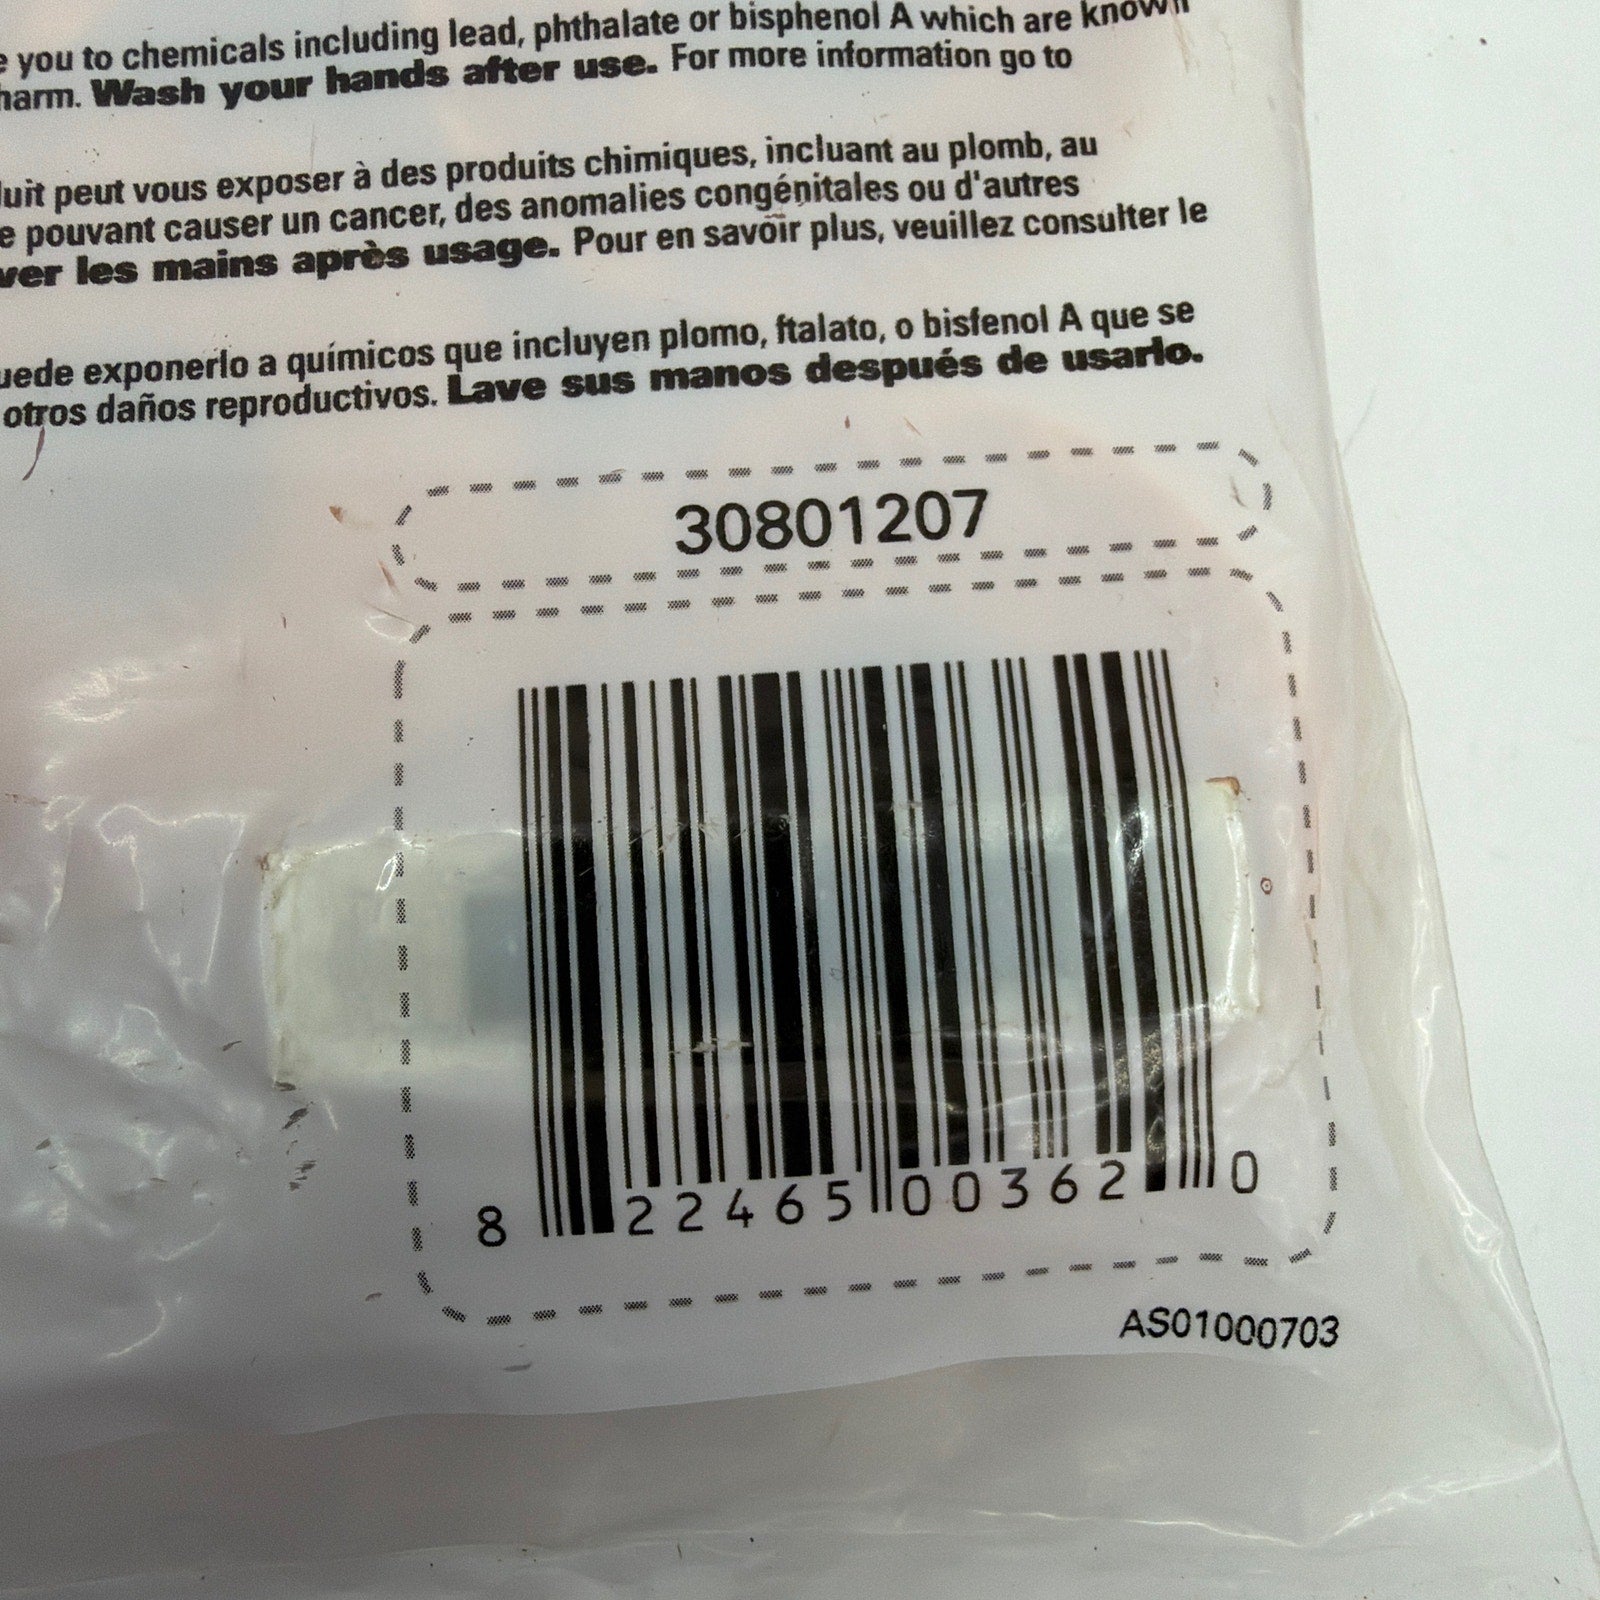 you to chemicals including lead, phthalate or bisphenol A which are known
harm. Wash your hands after use. For more information go to
peut vous exposer à des produits chimiques, incluant au plomb, au
pouvant causer un cancer, des anomalies congénitales ou d'autres
les mains après usage. Pour en savoir plus, veuillez consulter le
exponerlo a químicos que incluyen plomo, ftalato, o bisfenol A que se
otros daños reproductivos. Lave sus manos después de usarlo.
30801207
8 22465 00362 0
AS01000703